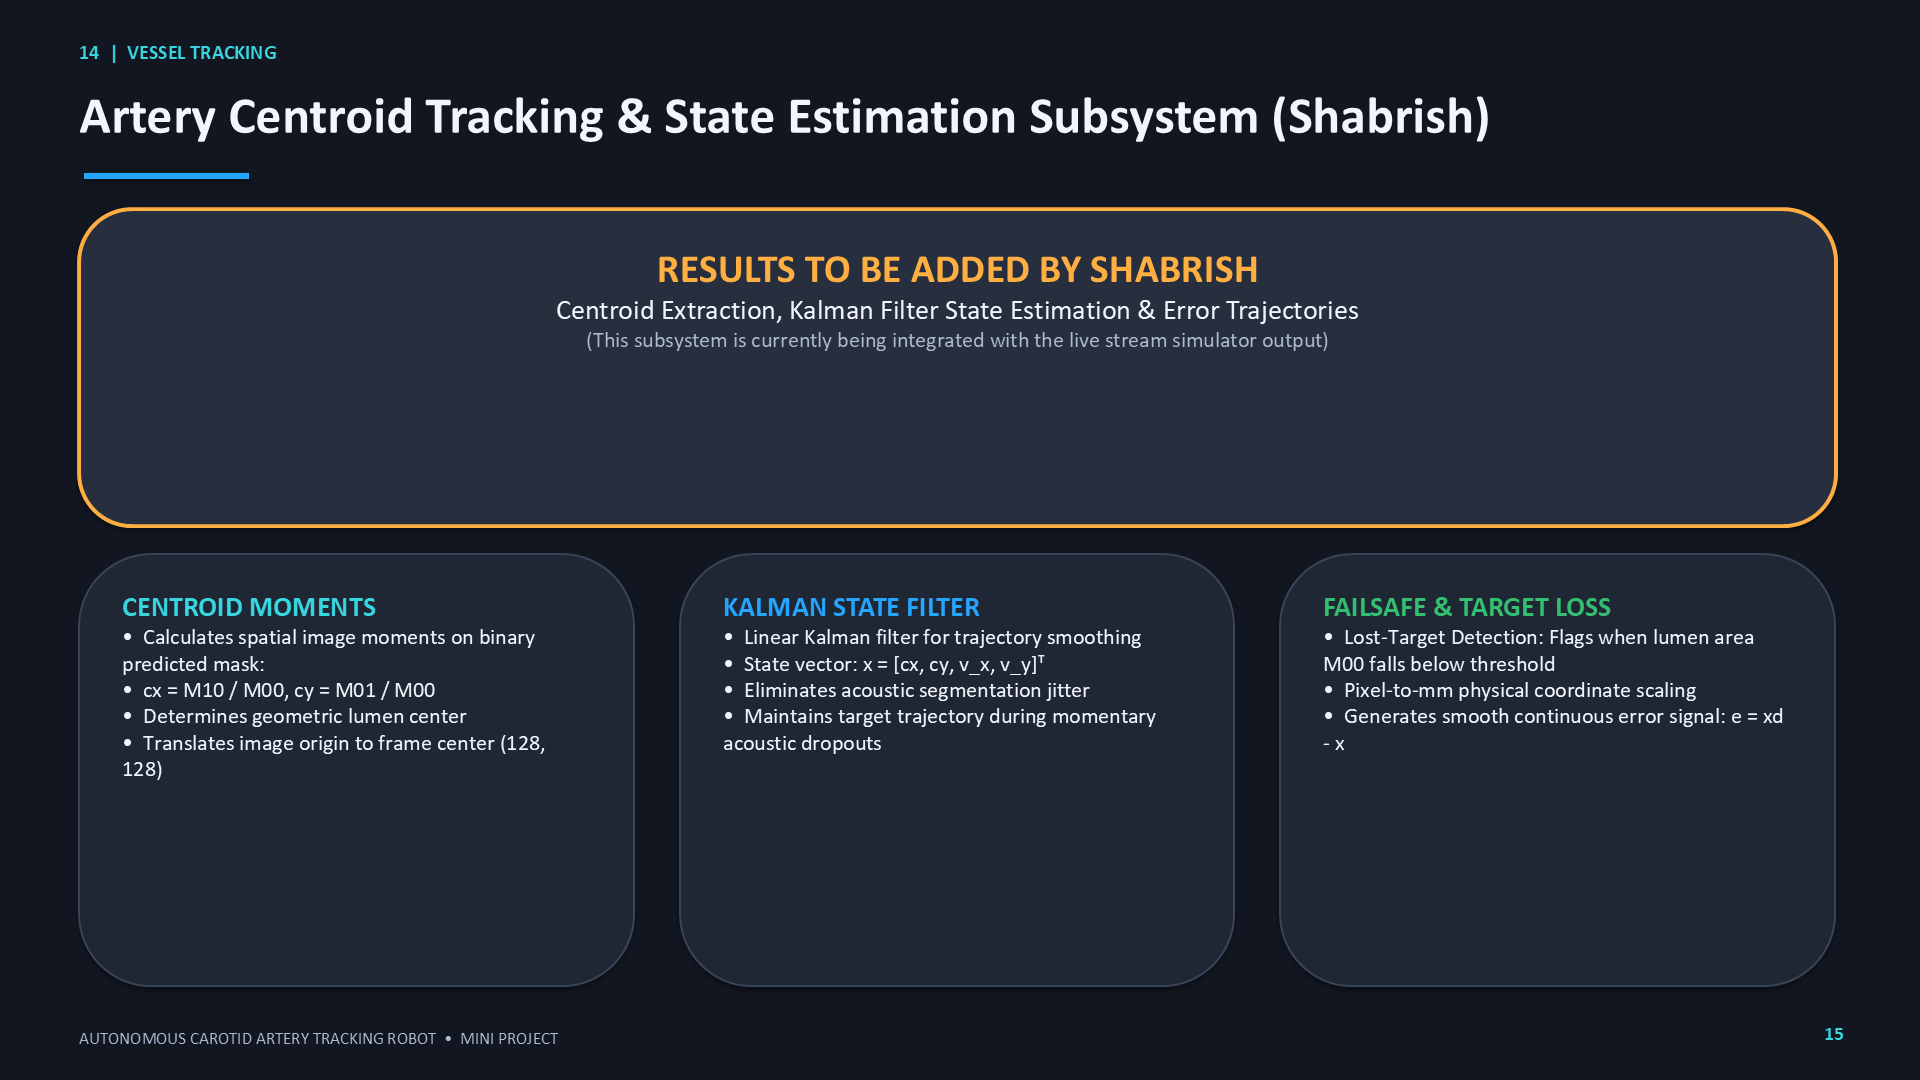 14 | VESSEL TRACKING
Artery Centroid Tracking & State Estimation Subsystem (Shabrish)
RESULTS TO BE ADDED BY SHABRISH
Centroid Extraction, Kalman Filter State Estimation & Error Trajectories
(This subsystem is currently being integrated with the live stream simulator output)
CENTROID MOMENTS
• Calculates spatial image moments on binary
predicted mask:
• cx = M10 / M00, cy = M01 / M00
• Determines geometric lumen center
• Translates image origin to frame center (128,
128)
KALMAN STATE FILTER
• Linear Kalman filter for trajectory smoothing
• State vector: x = [cx, cy, v_x, v_y]ᵀ
• Eliminates acoustic segmentation jitter
• Maintains target trajectory during momentary
acoustic dropouts
FAILSAFE & TARGET LOSS
• Lost-Target Detection: Flags when lumen area
M00 falls below threshold
• Pixel-to-mm physical coordinate scaling
• Generates smooth continuous error signal: e = xd
- x
AUTONOMOUS CAROTID ARTERY TRACKING ROBOT • MINI PROJECT
15